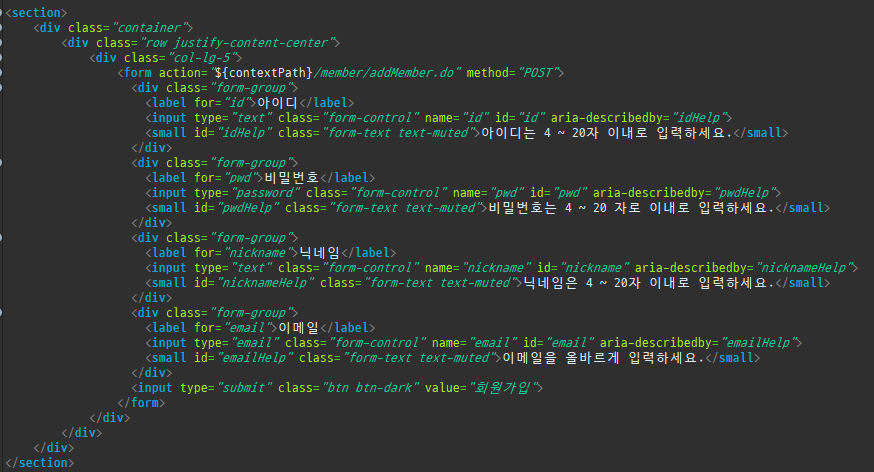 <section>
<div class="container">
<div class="row justify-content-center">
<div class="col-lg-5">
<form action="${contextPath}/member/addMember.do" method="POST">
<div class="form-group">
<label for="id">아이디</label>
<input type="text" class="form-control" name="id" id="id" aria-describedby="idHelp">
<small id="idHelp" class="form-text text-muted">아이디는 4 ~ 20자 이내로 입력하세요.</small>
</div>
<div class="form-group">
<label for="pwd">비밀번호</label>
<input type="password" class="form-control" name="pwd" id="pwd" aria-describedby="pwdHelp">
<small id="pwdHelp" class="form-text text-muted">비밀번호는 4 ~ 20 자로 이내로 입력하세요.</small>
</div>
<div class="form-group">
<label for="nickname">닉네임</label>
<input type="text" class="form-control" name="nickname" id="nickname" aria-describedby="nicknameHelp">
<small id="nicknameHelp" class="form-text text-muted">닉네임은 4 ~ 20자 이내로 입력하세요.</small>
</div>
<div class="form-group">
<label for="email">이메일</label>
<input type="email" class="form-control" name="email" id="email" aria-describedby="emailHelp">
<small id="emailHelp" class="form-text text-muted">이메일을 올바르게 입력하세요.</small>
</div>
<input type="submit" class="btn btn-dark" value="회원가입">
</form>
</div>
</div>
</div>
</section>